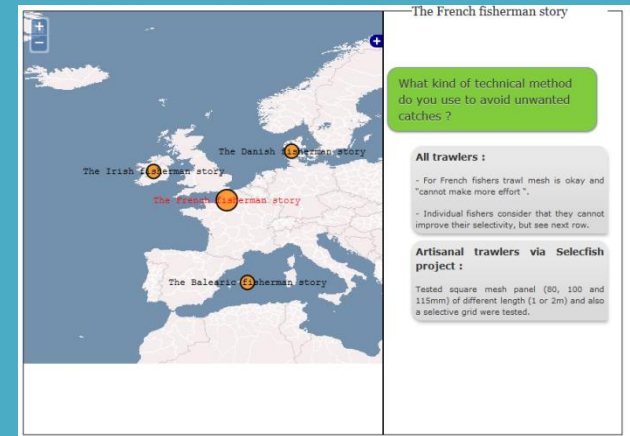 +
−
+
The Danish fisherman story
The Irish fisherman story
The French fisherman story
The Balearic fisherman story
The French fisherman story
What kind of technical method
do you use to avoid unwanted
catches ?
All trawlers :
- For French fishers trawl mesh is okay and
"cannot make more effort ".
- Individual fishers consider that they cannot
improve their selectivity, but see next row.
Artisanal trawlers via Selecfish
project :
Tested square mesh panel (80, 100 and
115mm) of different length (1 or 2m) and also
a selective grid were tested.